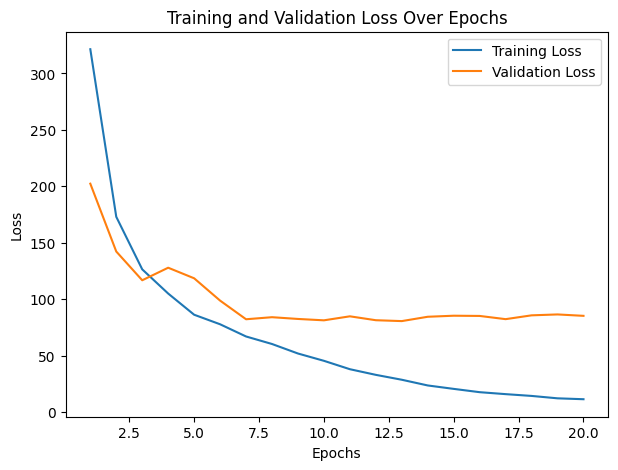 Training and Validation Loss Over Epochs
Training Loss
Validation Loss
300
250
200
150
100
50
0
Loss
2.5 5.0 7.5 10.0 12.5 15.0 17.5 20.0
Epochs